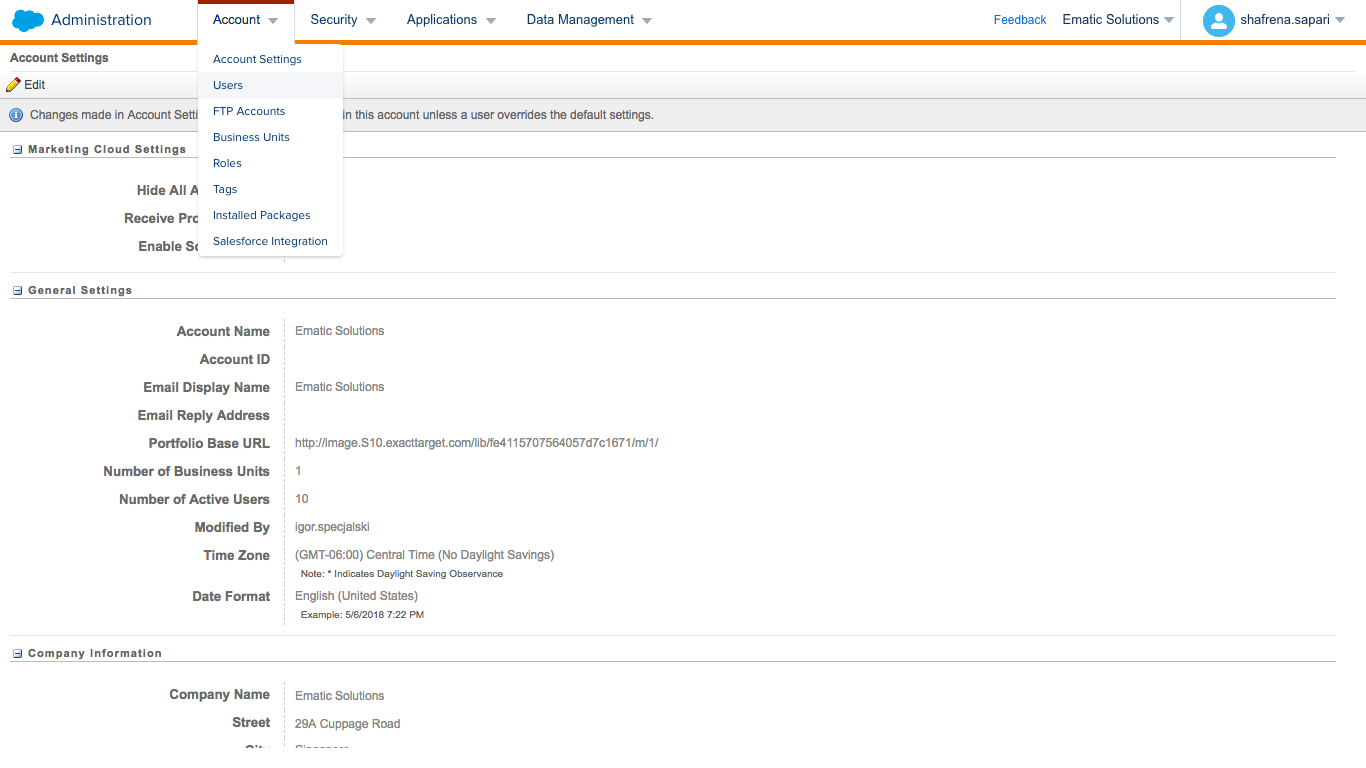 Administration Account Security Applications Data Management Feedback Ematic Solutions shafrena.sapari
Account Settings
Account Settings
Edit
Users
FTP Accounts
Changes made in Account Setti in this account unless a user overrides the default settings.
Business Units
Marketing Cloud Settings
Roles
Hide All A
Tags
Receive Pro
Installed Packages
Enable So
Salesforce Integration
General Settings
Account Name Ematic Solutions
Account ID
Email Display Name Ematic Solutions
Email Reply Address
Portfolio Base URL http://image.S10.exacttarget.com/lib/fe4115707564057d7c1671/m/1/
Number of Business Units 1
Number of Active Users 10
Modified By igor.specjalski
Time Zone (GMT-06:00) Central Time (No Daylight Savings)
Note: * Indicates Daylight Saving Observance
Date Format English (United States)
Example: 5/6/2018 7:22 PM
Company Information
Company Name Ematic Solutions
Street 29A Cuppage Road
City Singapore